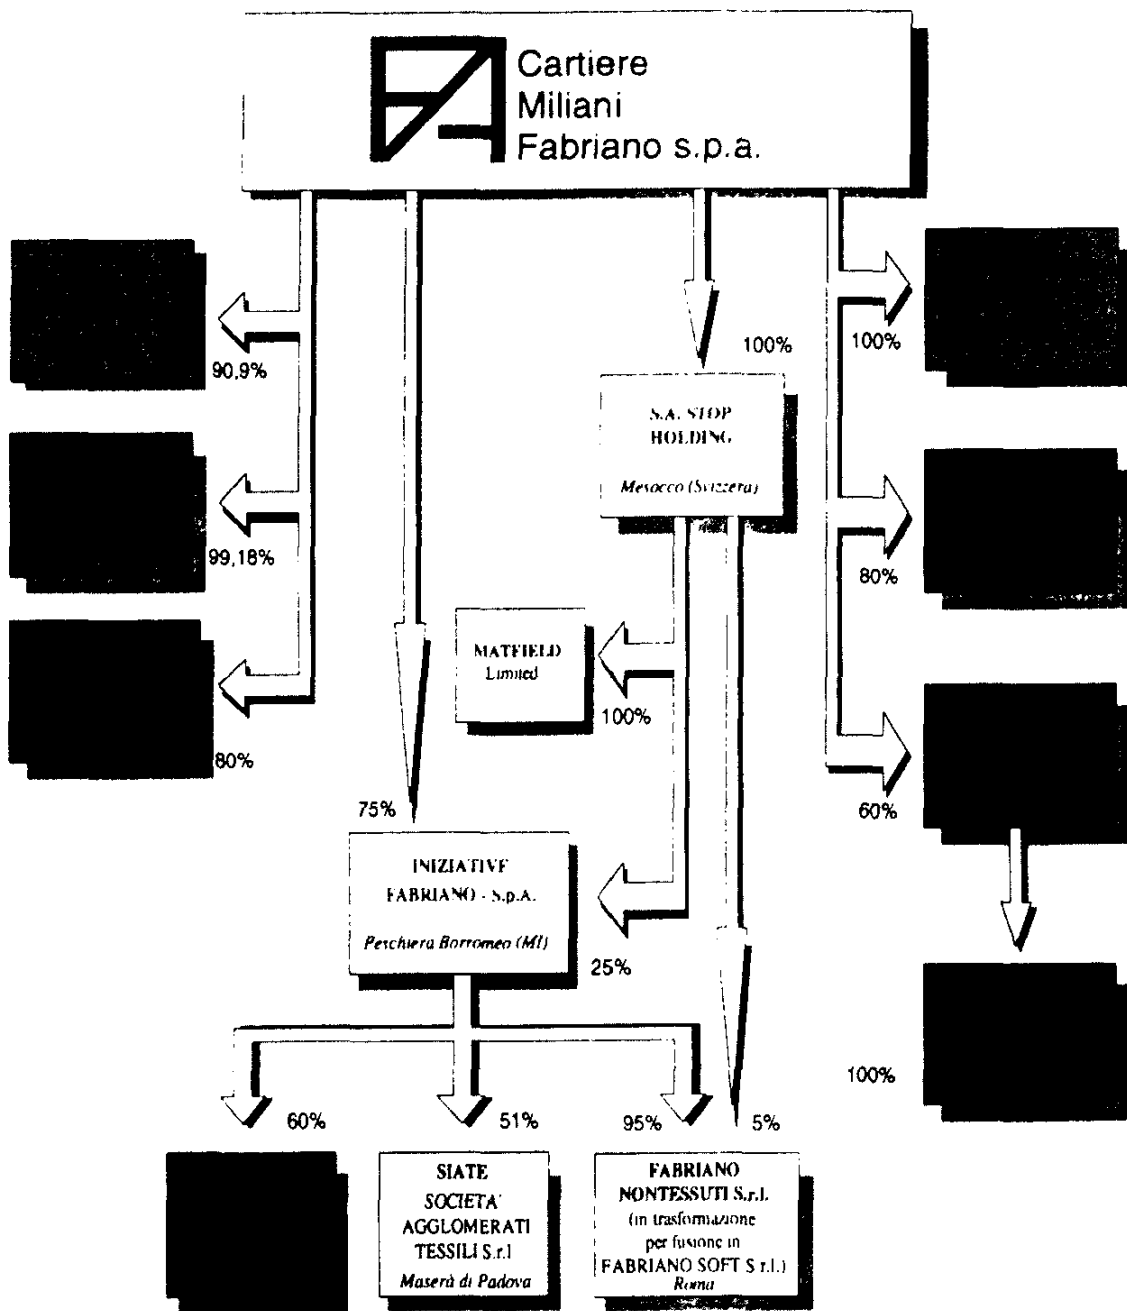 Cartiere
Miliani
Fabriano s.p.a.
90,9%
100%
100%
S.A. STOP
HOLDING
Mesocco (Svizzera)
99,18%
80%
MATFIELD
Limited
100%
80%
75%
60%
INIZIATIVE
FABRIANO - S.p.A.
Peschiera Borromeo (MI)
25%
100%
60%
51%
95%
5%
SIATE
SOCIETA'
AGGLOMERATI
TESSILI S.r.l
Maserà di Padova
FABRIANO
NONTESSUTI S.r.l.
(in trasformazione
per fusione in
FABRIANO SOFT S r.l.)
Roma